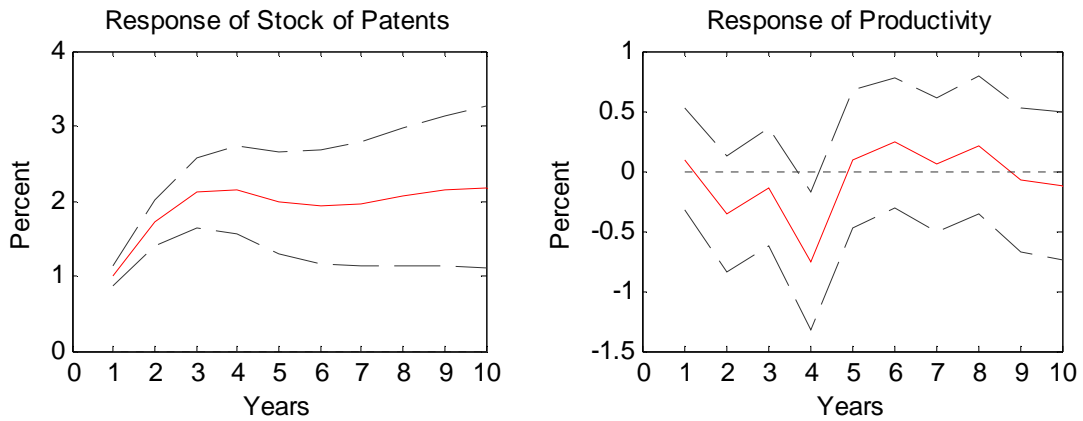 Response of Stock of Patents
4
3
2
1
0
Percent
0 1 2 3 4 5 6 7 8 9 10
Years
Response of Productivity
1
0.5
0
-0.5
-1
-1.5
Percent
0 1 2 3 4 5 6 7 8 9 10
Years